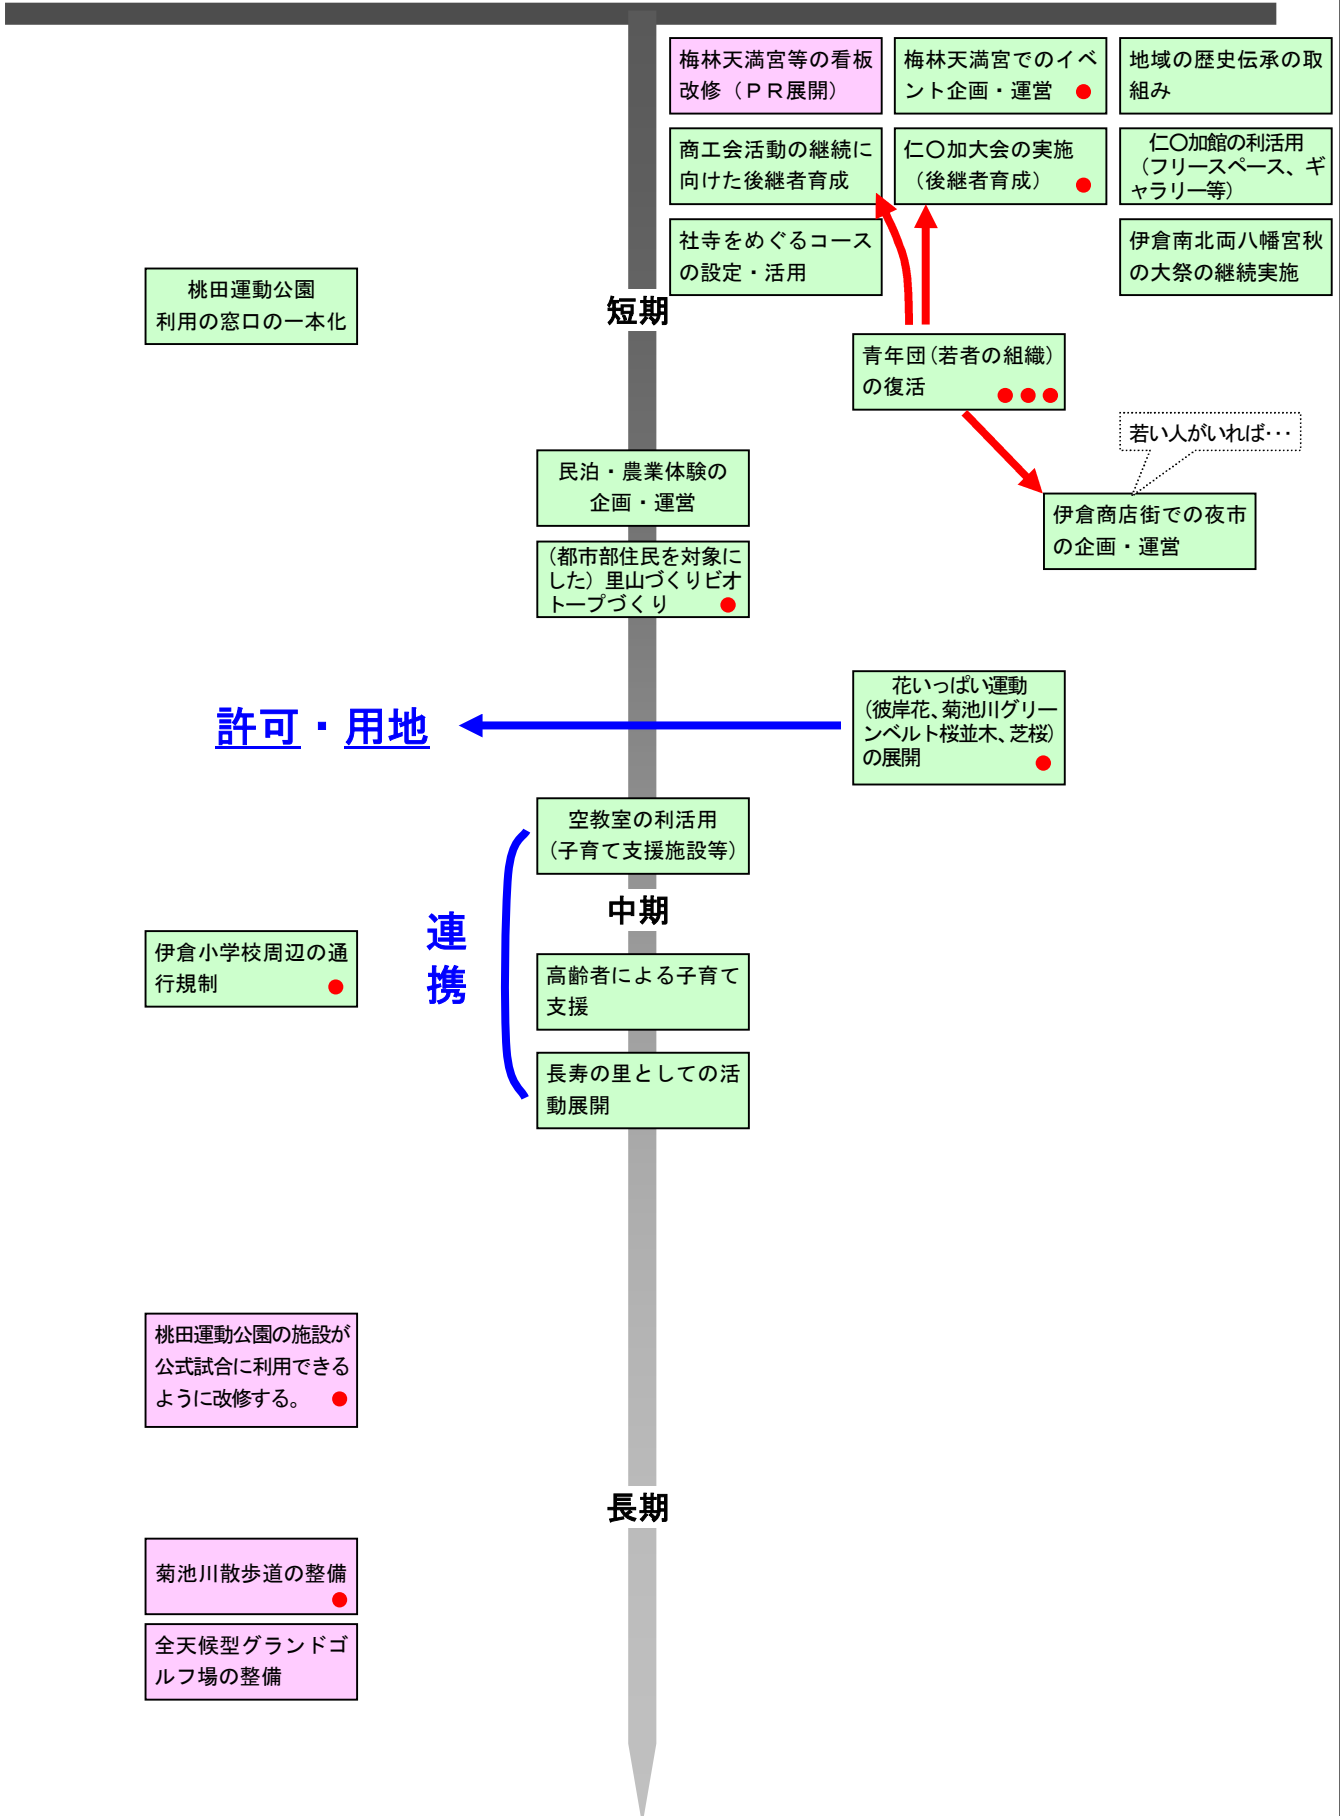 梅林天満宮等の看板
改修（ＰＲ展開）
梅林天満宮でのイベ
ント企画・運営
地域の歴史伝承の取
組み
商工会活動の継続に
向けた後継者育成
仁〇加大会の実施
（後継者育成）
仁〇加館の利活用
（フリースペース、ギ
ャラリー等）
社寺をめぐるコース
の設定・活用
伊倉南北両八幡宮秋
の大祭の継続実施
桃田運動公園
利用の窓口の一本化
短期
青年団（若者の組織）
の復活
若い人がいれば…
民泊・農業体験の
企画・運営
伊倉商店街での夜市
の企画・運営
（都市部住民を対象に
した）里山づくりビオ
トープづくり
花いっぱい運動
（彼岸花、菊池川グリー
ンベルト桜並木、芝桜）
の展開
許可・用地
空教室の利活用
（子育て支援施設等）
中期
連
携
伊倉小学校周辺の通
行規制
高齢者による子育て
支援
長寿の里としての活
動展開
桃田運動公園の施設が
公式試合に利用できる
ように改修する。
長期
菊池川散歩道の整備
全天候型グランドゴ
ルフ場の整備